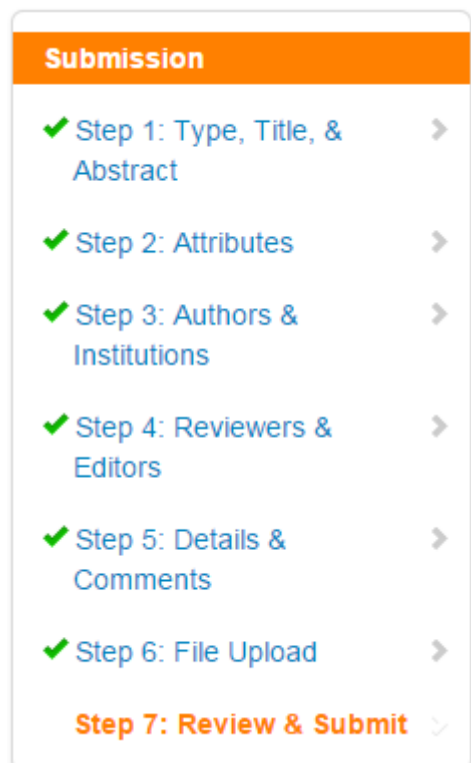 Submission
Step 1: Type, Title, &
Abstract
Step 2: Attributes
Step 3: Authors &
Institutions
Step 4: Reviewers &
Editors
Step 5: Details &
Comments
Step 6: File Upload
Step 7: Review & Submit